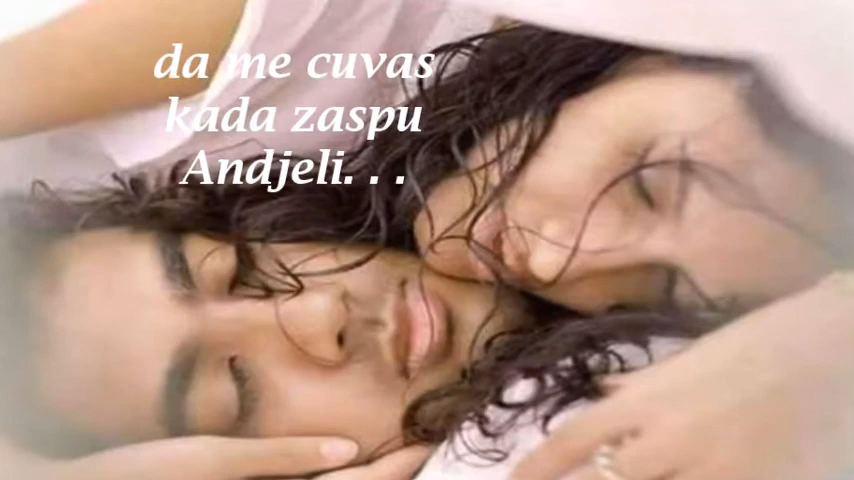 da me cuvas
kada zaspu
Andjeli. . .